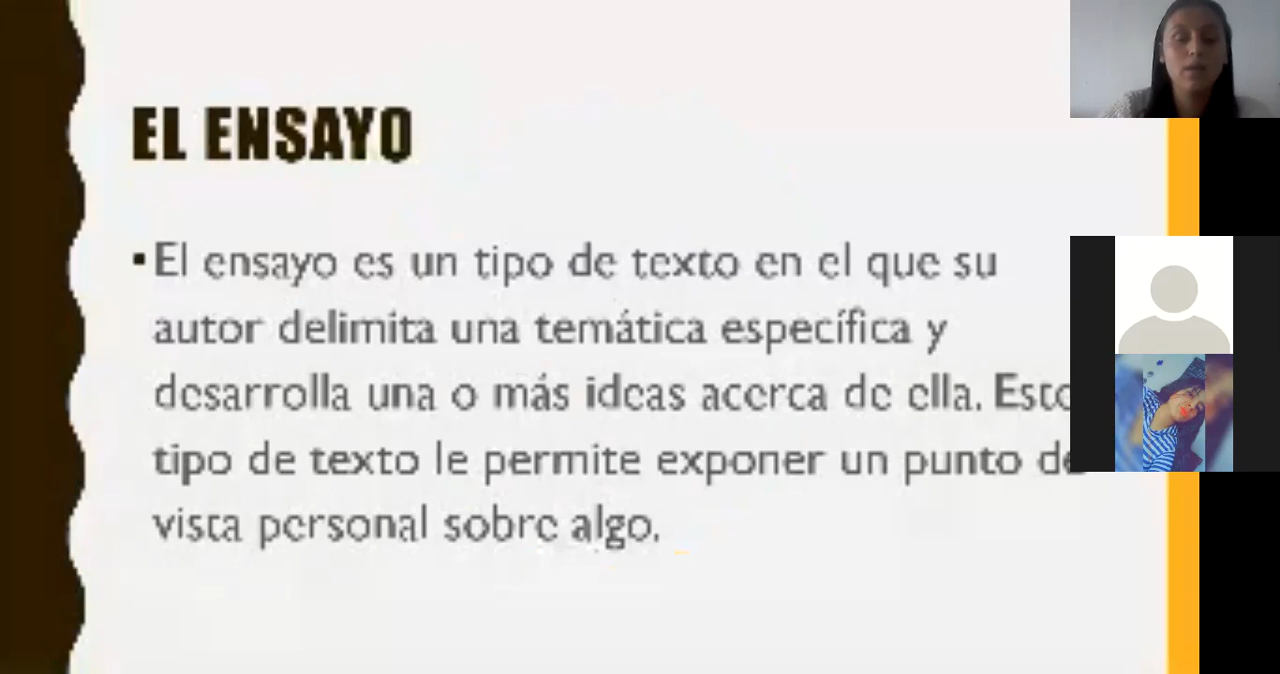 EL ENSAYO
▪El ensayo es un tipo de texto en el que su
autor delimita una temática específica y
desarrolla una o más ideas acerca de ella. Este
tipo de texto le permite exponer un punto de
vista personal sobre algo.